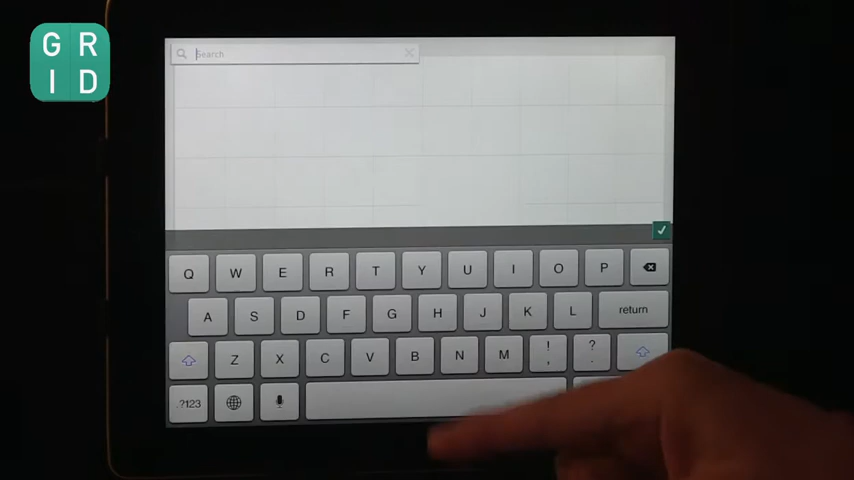 G R
I D
Search
Q W E R T Y U I O P
A S D F G H J K L return
Z X C V B N M ! , ? .
.?123